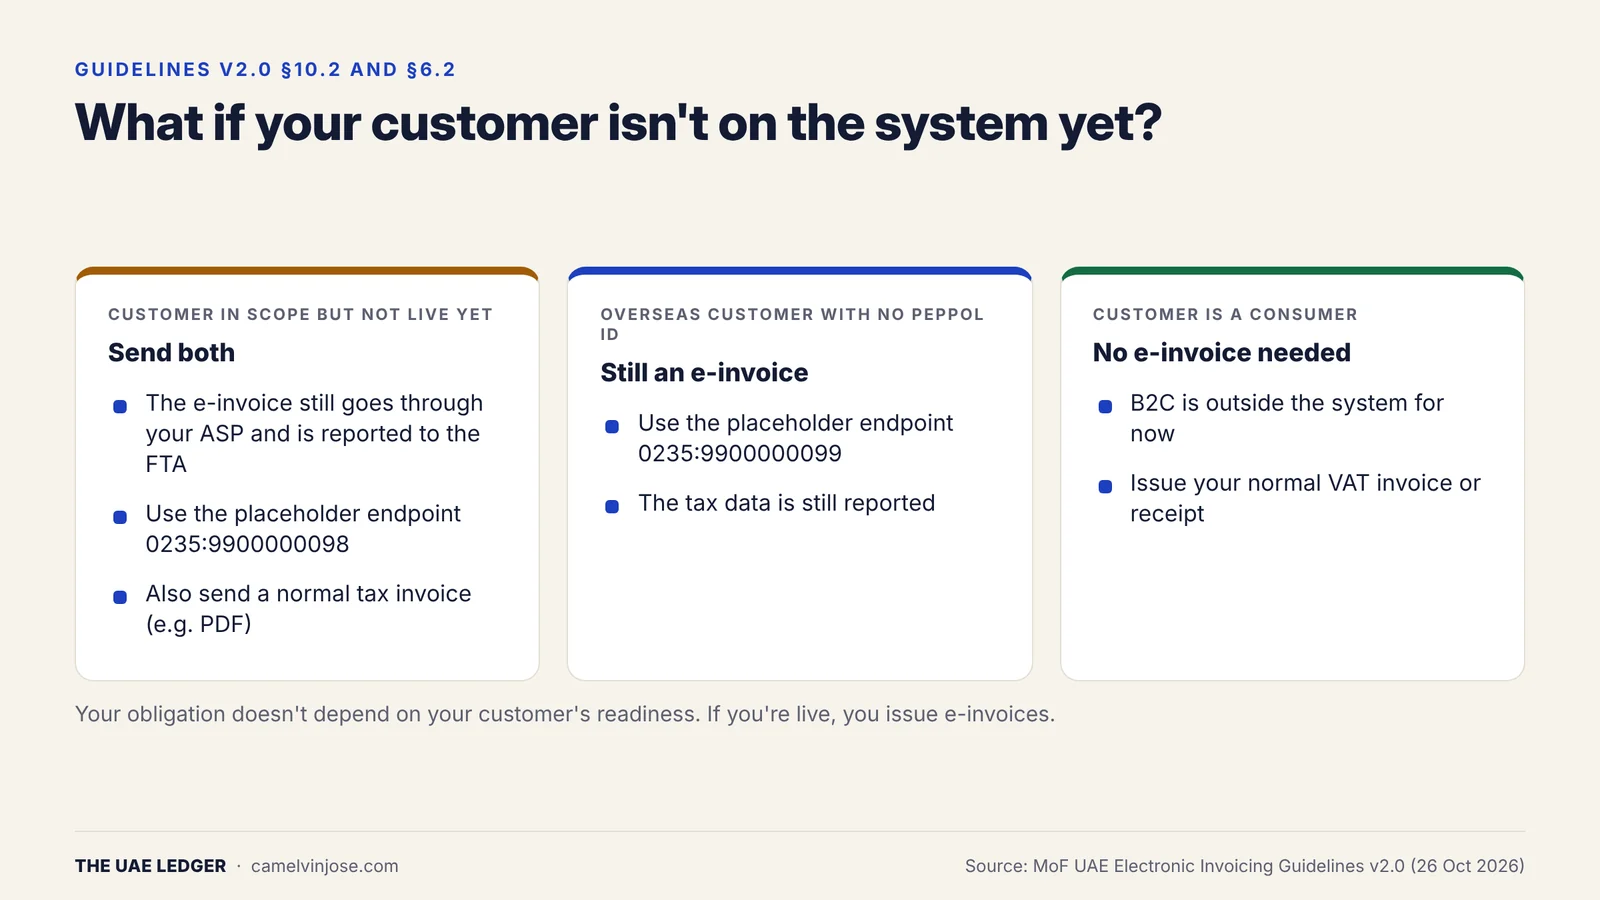 GUIDELINES V2.0 §10.2 AND §6.2
What if your customer isn't on the system yet?
CUSTOMER IN SCOPE BUT NOT LIVE YET
Send both
The e-invoice still goes through
your ASP and is reported to the
FTA
Use the placeholder endpoint
0235:9900000098
Also send a normal tax invoice
(e.g. PDF)
OVERSEAS CUSTOMER WITH NO PEPPOL
ID
Still an e-invoice
Use the placeholder endpoint
0235:9900000099
The tax data is still reported
CUSTOMER IS A CONSUMER
No e-invoice needed
B2C is outside the system for
now
Issue your normal VAT invoice or
receipt
Your obligation doesn't depend on your customer's readiness. If you're live, you issue e-invoices.
THE UAE LEDGER · camelvinjose.com
Source: MoF UAE Electronic Invoicing Guidelines v2.0 (26 Oct 2026)